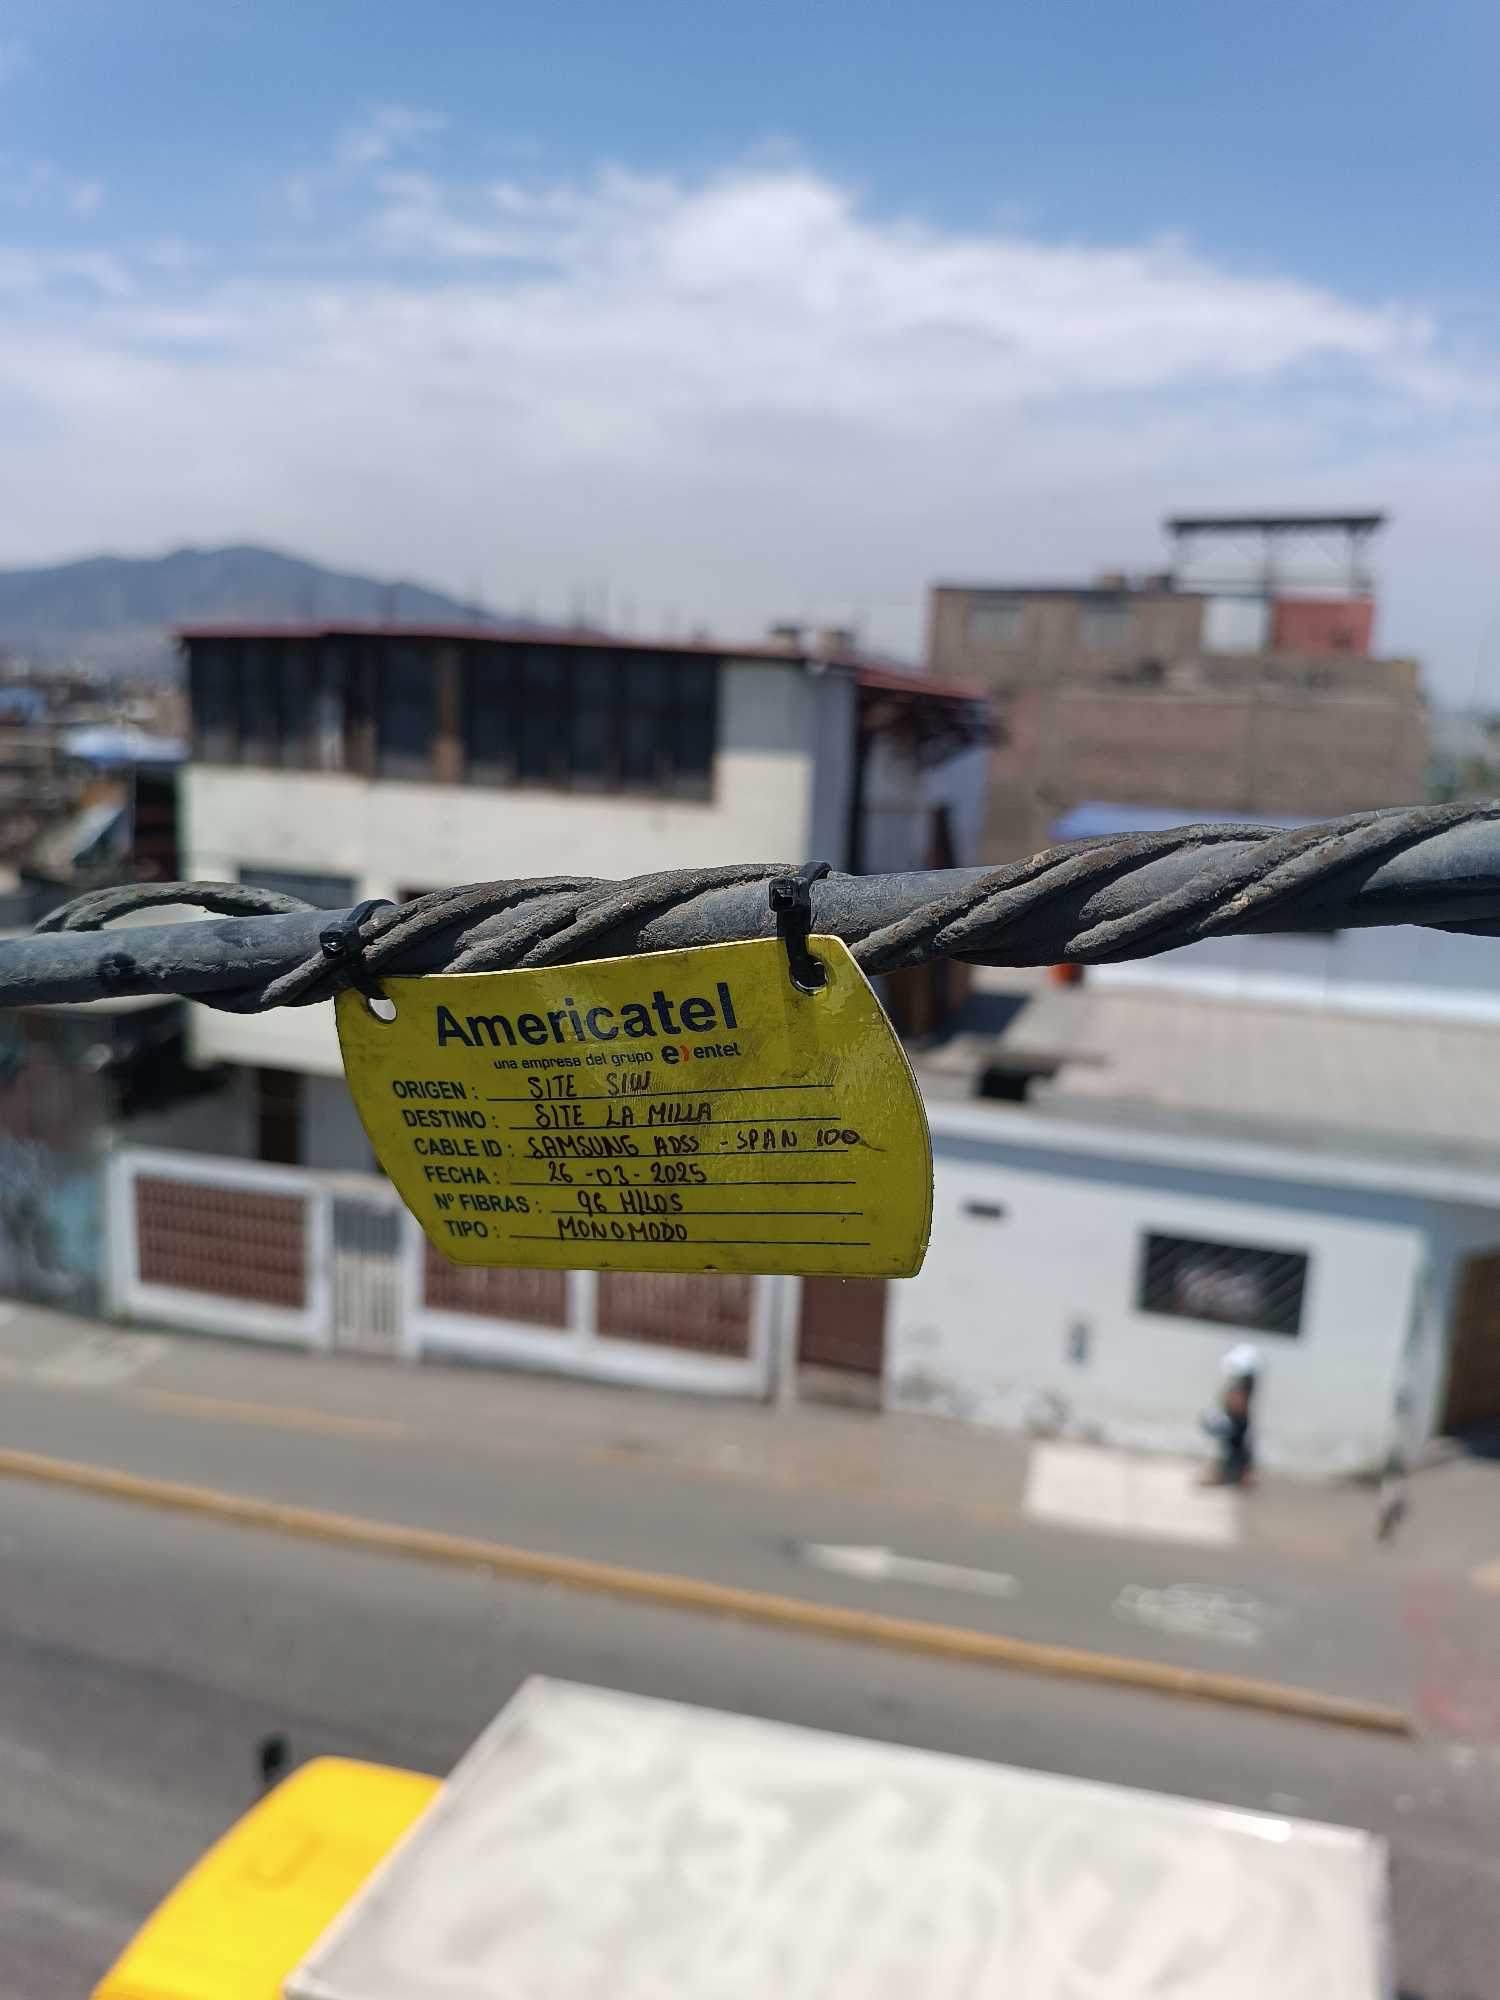 Americatel
una empresa del grupo entel
ORIGEN : SITE SIW
DESTINO : SITE LA MILLA
CABLE ID : SAMSUNG ADSS - SPAN 100
FECHA : 26 - 03 - 2025
Nº FIBRAS : 96 HILOS
TIPO : MONOMODO